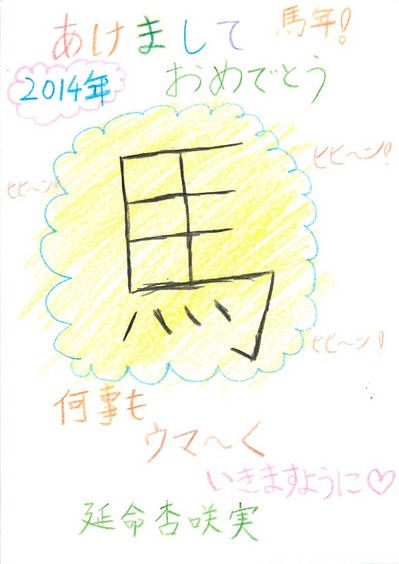 あけまして
馬年!
2014年
おめでとう
ヒヒ〜ン!
ヒヒ〜ン!
馬
ヒヒ〜ン!
何事も
ウマ〜く
いきますように♡
延命杏咲実